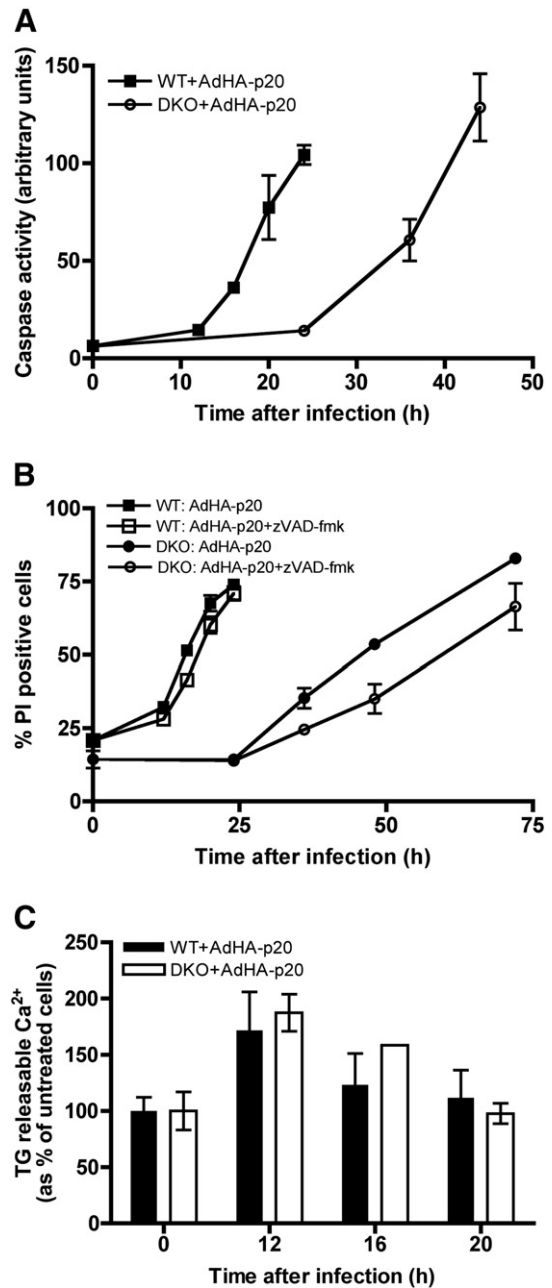 A
Caspase activity (arbitrary units)
150
100
50
0
WT+AdHA-p20
DKO+AdHA-p20
0 10 20 30 40 50
Time after infection (h)
B
% PI positive cells
100
75
50
25
0
WT: AdHA-p20
WT: AdHA-p20+zVAD-fmk
DKO: AdHA-p20
DKO: AdHA-p20+zVAD-fmk
0 25 50 75
Time after infection (h)
C
TG releasable Ca²⁺
(as % of untreated cells)
250
200
150
100
50
0
WT+AdHA-p20
DKO+AdHA-p20
0 12 16 20
Time after infection (h)